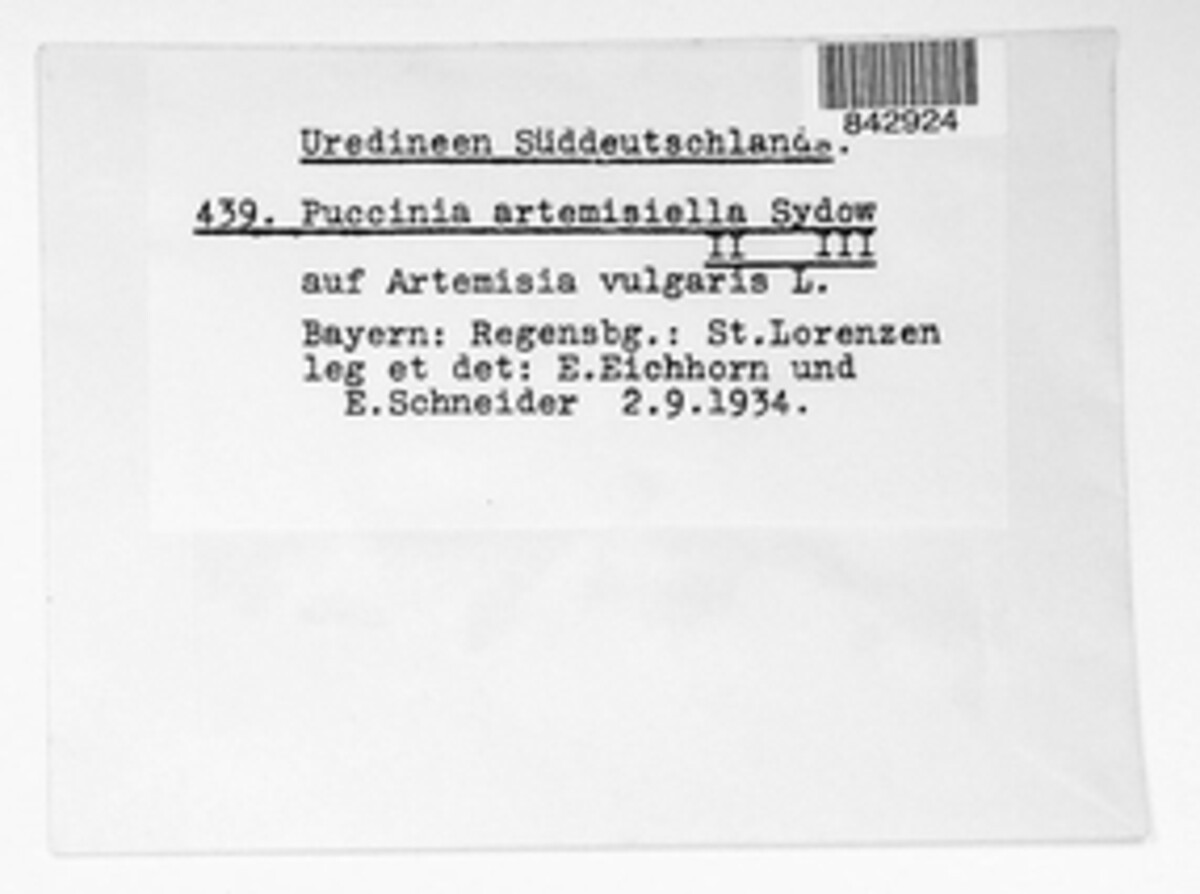 842924
Uredineen Süddeutschlands.
439. Puccinia artemisiella Sydow
II III
auf Artemisia vulgaris L.
Bayern: Regensbg.: St.Lorenzen
leg et det: E.Eichhorn und
E.Schneider 2.9.1934.